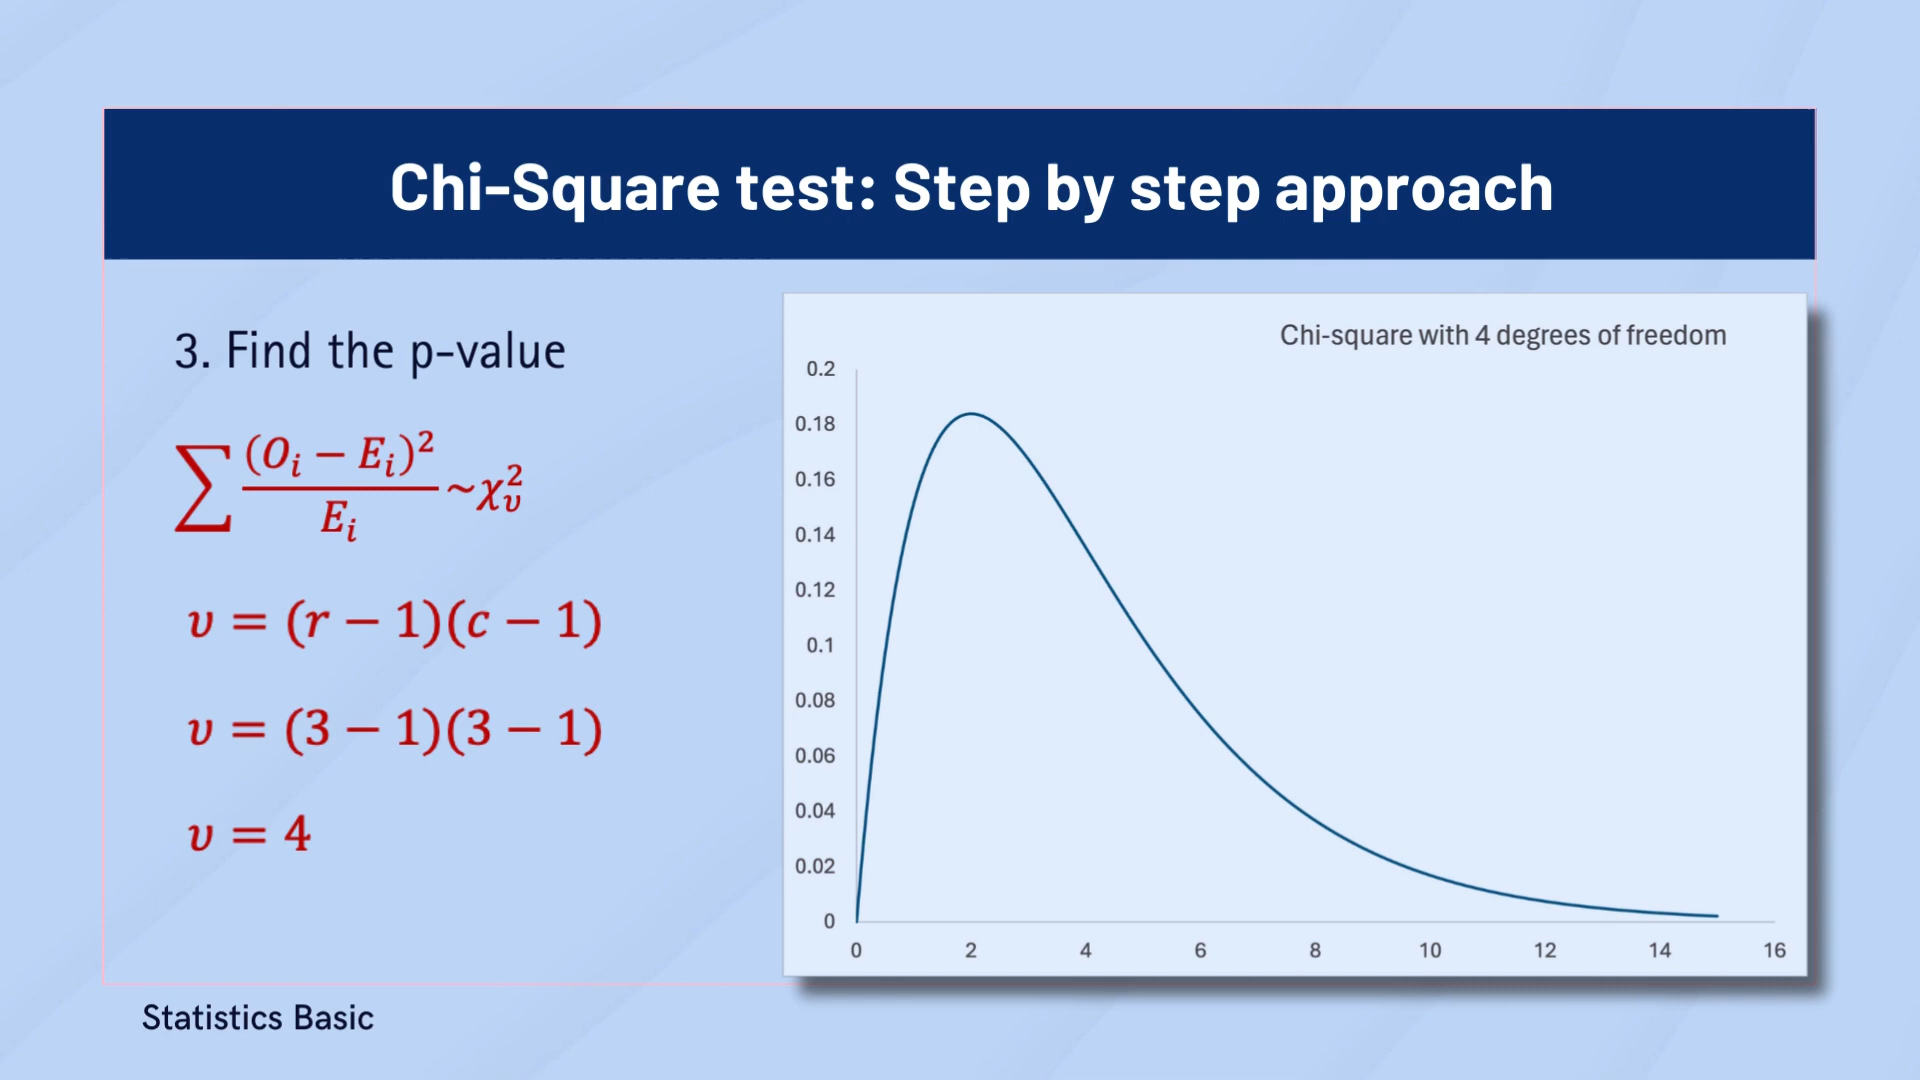 Chi-Square test: Step by step approach
3. Find the p-value
∑ (Oᵢ − Eᵢ)² / Eᵢ ~χ²_υ
υ = (r − 1)(c − 1)
υ = (3 − 1)(3 − 1)
υ = 4
Chi-square with 4 degrees of freedom
0.2
0.18
0.16
0.14
0.12
0.1
0.08
0.06
0.04
0.02
0
0 2 4 6 8 10 12 14 16
Statistics Basic